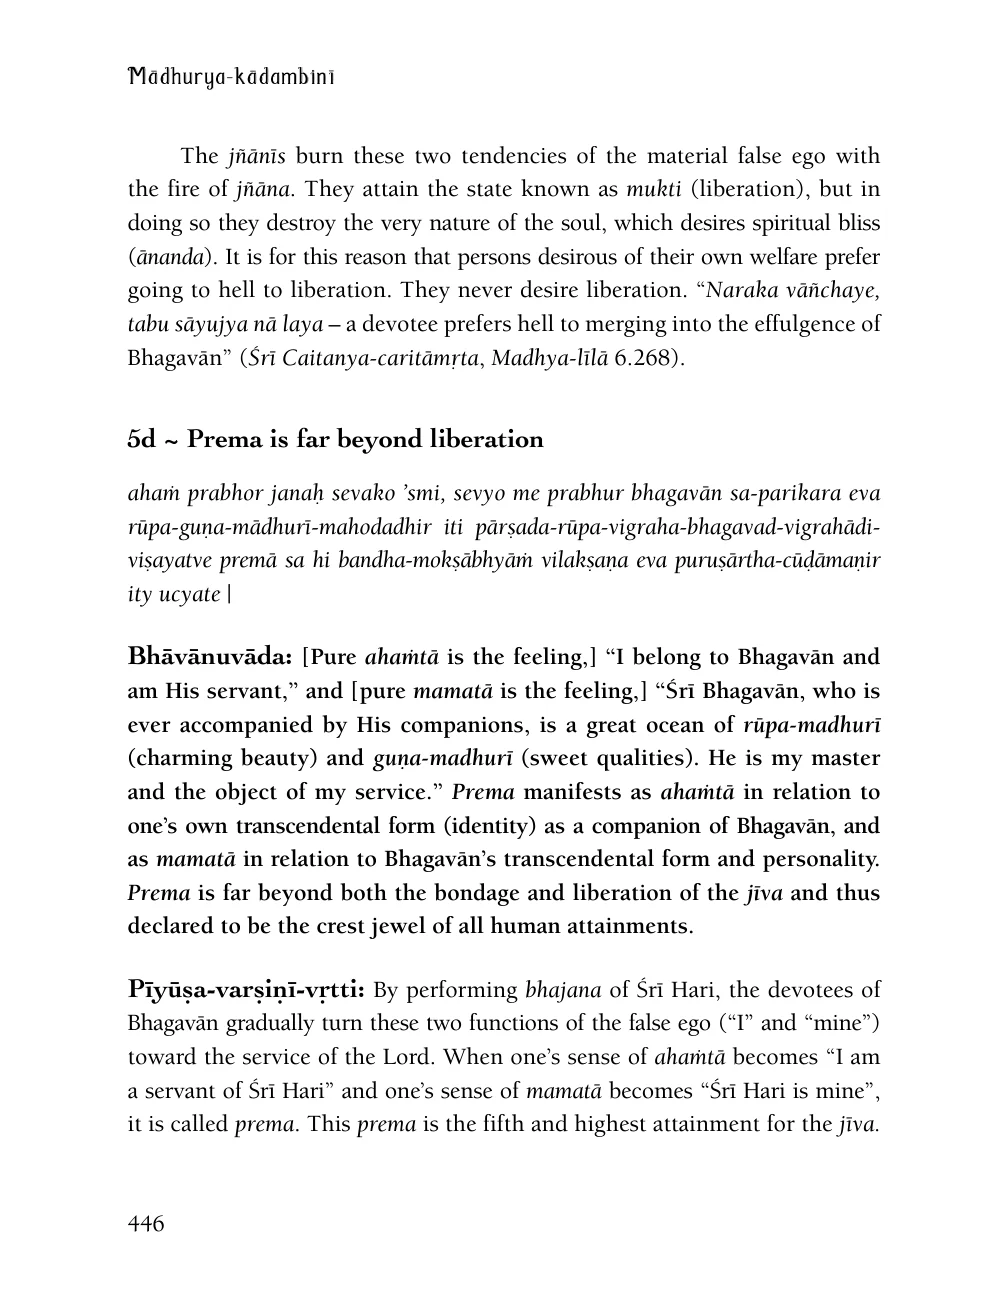 Mādhurya-kādambinī
The jñānīs burn these two tendencies of the material false ego with
the fire of jñāna. They attain the state known as mukti (liberation), but in
doing so they destroy the very nature of the soul, which desires spiritual bliss
(ānanda). It is for this reason that persons desirous of their own welfare prefer
going to hell to liberation. They never desire liberation. “Naraka vāñchaye,
tabu sāyujya nā laya – a devotee prefers hell to merging into the effulgence of
Bhagavān” (Śrī Caitanya-caritāmṛta, Madhya-līlā 6.268).
5d ~ Prema is far beyond liberation
ahaṁ prabhor janaḥ sevako ’smi, sevyo me prabhur bhagavān sa-parikara eva
rūpa-guṇa-mādhurī-mahodadhir iti pārṣada-rūpa-vigraha-bhagavad-vigrahādi-
viṣayatve premā sa hi bandha-mokṣābhyāṁ vilakṣaṇa eva puruṣārtha-cūḍāmaṇir
ity ucyate |
Bhāvānuvāda: [Pure ahaṁtā is the feeling,] “I belong to Bhagavān and
am His servant,” and [pure mamatā is the feeling,] “Śrī Bhagavān, who is
ever accompanied by His companions, is a great ocean of rūpa-madhurī
(charming beauty) and guṇa-madhurī (sweet qualities). He is my master
and the object of my service.” Prema manifests as ahaṁtā in relation to
one’s own transcendental form (identity) as a companion of Bhagavān, and
as mamatā in relation to Bhagavān’s transcendental form and personality.
Prema is far beyond both the bondage and liberation of the jīva and thus
declared to be the crest jewel of all human attainments.
Pīyūṣa-varṣiṇī-vṛtti: By performing bhajana of Śrī Hari, the devotees of
Bhagavān gradually turn these two functions of the false ego (“I” and “mine”)
toward the service of the Lord. When one’s sense of ahaṁtā becomes “I am
a servant of Śrī Hari” and one’s sense of mamatā becomes “Śrī Hari is mine”,
it is called prema. This prema is the fifth and highest attainment for the jīva.
446